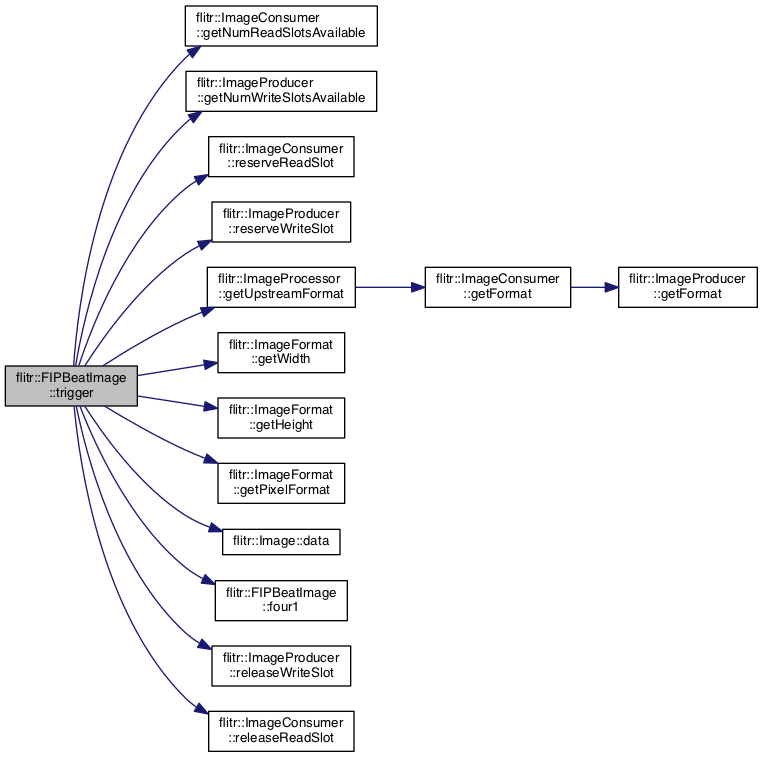 flitr::ImageConsumer
::getNumReadSlotsAvailable
flitr::ImageProducer
::getNumWriteSlotsAvailable
flitr::ImageConsumer
::reserveReadSlot
flitr::ImageProducer
::reserveWriteSlot
flitr::ImageProcessor
::getUpstreamFormat
flitr::ImageConsumer
::getFormat
flitr::ImageProducer
::getFormat
flitr::ImageFormat
::getWidth
flitr::FIPBeatImage
::trigger
flitr::ImageFormat
::getHeight
flitr::ImageFormat
::getPixelFormat
flitr::Image::data
flitr::FIPBeatImage
::four1
flitr::ImageProducer
::releaseWriteSlot
flitr::ImageConsumer
::releaseReadSlot